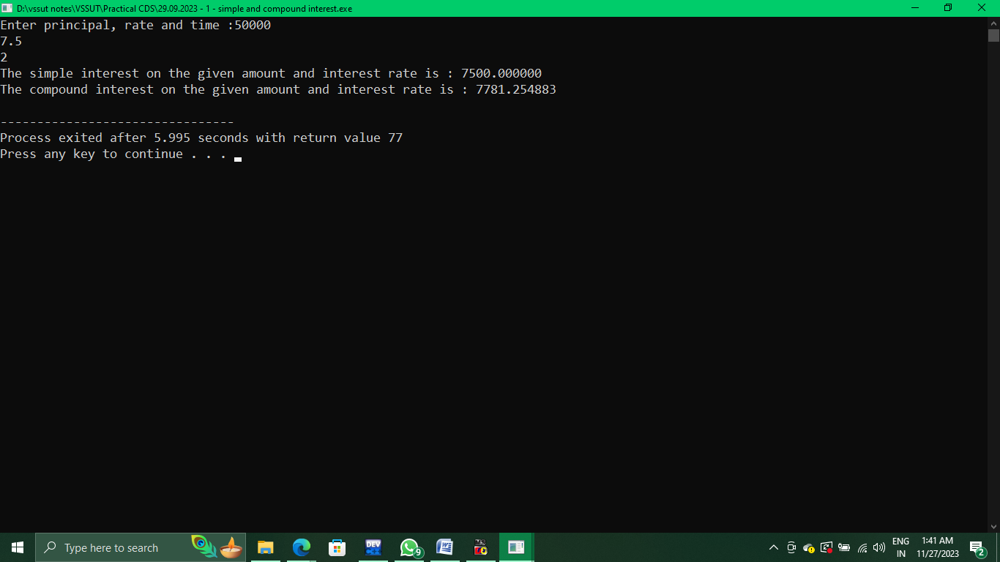 D:\vssut notes\VSSUT\Practical CDS\29.09.2023 - 1 - simple and compound interest.exe
Enter principal, rate and time :50000
7.5
2
The simple interest on the given amount and interest rate is : 7500.000000
The compound interest on the given amount and interest rate is : 7781.254883
--------------------------------
Process exited after 5.995 seconds with return value 77
Press any key to continue . . .
Type here to search
DEV
9
ENG
IN
1:41 AM
11/27/2023
2